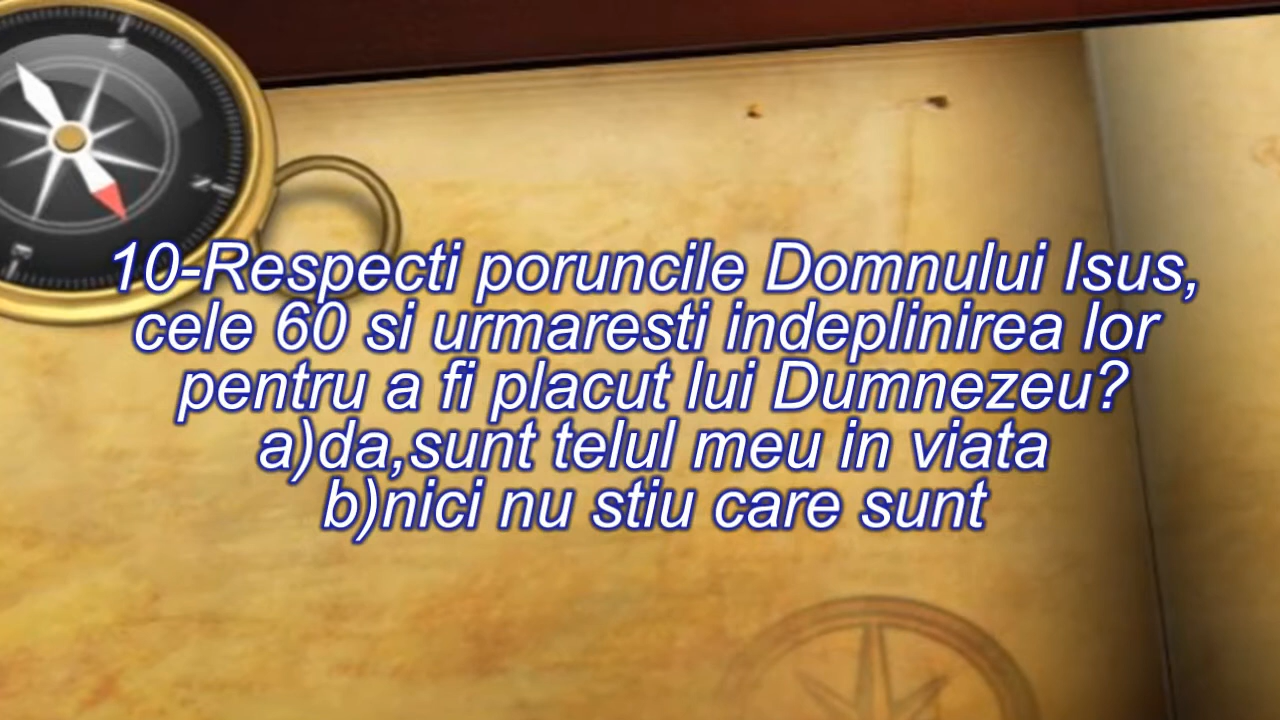 10-Respecti poruncile Domnului Isus,
cele 60 si urmaresti indeplinirea lor
pentru a fi placut lui Dumnezeu?
a)da,sunt telul meu in viata
b)nici nu stiu care sunt